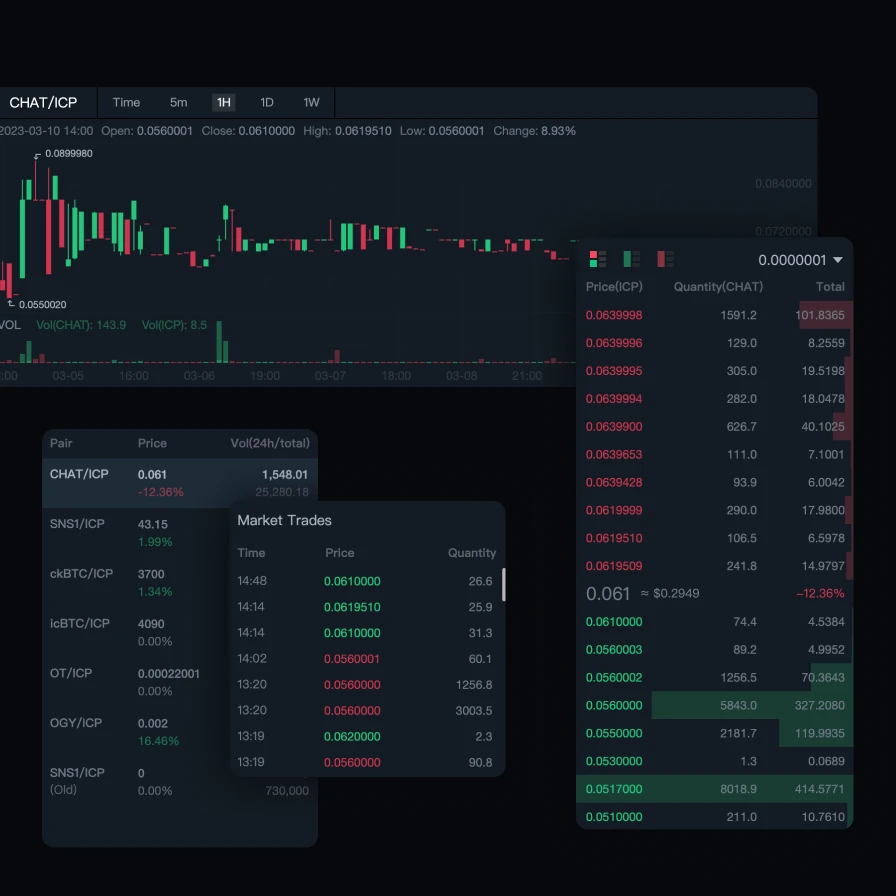 CHAT/ICP Time 5m 1H 1D 1W
2023-03-10 14:00 Open: 0.0560001 Close: 0.0610000 High: 0.0619510 Low: 0.0560001 Change: 8.93%
0.0899980
0.0840000
0.0720000
0.0550020
VOL Vol(CHAT): 143.9 Vol(ICP): 8.5
:00 03-05 16:00 03-06 19:00 03-07 18:00 03-08 21:00
0.0000001
Price(ICP) Quantity(CHAT) Total
0.0639998 1591.2 101.8365
0.0639996 129.0 8.2559
0.0639995 305.0 19.5198
0.0639994 282.0 18.0478
0.0639900 626.7 40.1025
0.0639653 111.0 7.1001
0.0639428 93.9 6.0042
0.0619999 290.0 17.9800
0.0619510 106.5 6.5978
0.0619509 241.8 14.9797
0.061 ≈ $0.2949 −12.36%
0.0610000 74.4 4.5384
0.0560003 89.2 4.9952
0.0560002 1256.5 70.3643
0.0560000 5843.0 327.2080
0.0550000 2181.7 119.9935
0.0530000 1.3 0.0689
0.0517000 8018.9 414.5771
0.0510000 211.0 10.7610
Pair Price Vol(24h/total)
CHAT/ICP 0.061 1,548.01
-12.36% 25,280.18
SNS1/ICP 43.15
1.99%
ckBTC/ICP 3700
1.34%
icBTC/ICP 4090
0.00%
OT/ICP 0.00022001
0.00%
OGY/ICP 0.002
16.46%
SNS1/ICP 0
(Old) 0.00% 730,000
Market Trades
Time Price Quantity
14:48 0.0610000 26.6
14:14 0.0619510 25.9
14:14 0.0610000 31.3
14:02 0.0560001 60.1
13:20 0.0560000 1256.8
13:20 0.0560000 3003.5
13:19 0.0620000 2.3
13:19 0.0560000 90.8